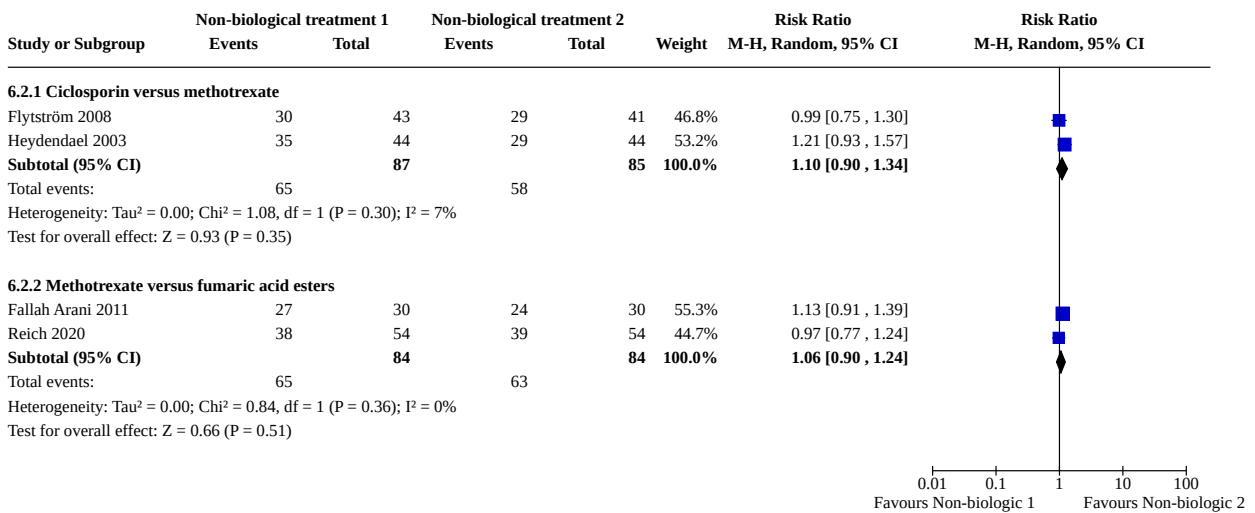 Non-biological treatment 1 Non-biological treatment 2 Risk Ratio Risk Ratio
Study or Subgroup Events Total Events Total Weight M-H, Random, 95% CI M-H, Random, 95% CI
6.2.1 Ciclosporin versus methotrexate
Flytström 2008 30 43 29 41 46.8% 0.99 [0.75 , 1.30]
Heydendael 2003 35 44 29 44 53.2% 1.21 [0.93 , 1.57]
Subtotal (95% CI) 87 85 100.0% 1.10 [0.90 , 1.34]
Total events: 65 58
Heterogeneity: Tau² = 0.00; Chi² = 1.08, df = 1 (P = 0.30); I² = 7%
Test for overall effect: Z = 0.93 (P = 0.35)
6.2.2 Methotrexate versus fumaric acid esters
Fallah Arani 2011 27 30 24 30 55.3% 1.13 [0.91 , 1.39]
Reich 2020 38 54 39 54 44.7% 0.97 [0.77 , 1.24]
Subtotal (95% CI) 84 84 100.0% 1.06 [0.90 , 1.24]
Total events: 65 63
Heterogeneity: Tau² = 0.00; Chi² = 0.84, df = 1 (P = 0.36); I² = 0%
Test for overall effect: Z = 0.66 (P = 0.51)
0.01 0.1 1 10 100
Favours Non-biologic 1 Favours Non-biologic 2